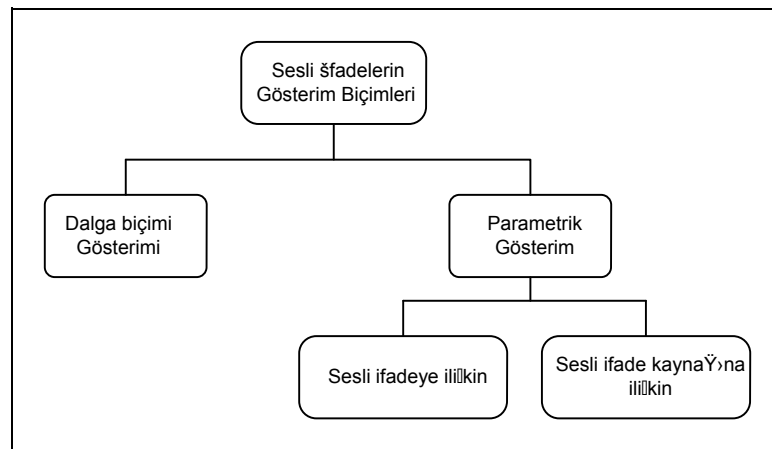 Sesli šfadelerin
Gösterim Biçimleri
Dalga biçimi
Gösterimi
Parametrik
Gösterim
Sesli ifadeye ili▯kin
Sesli ifade kaynaŸ›na
ili▯kin